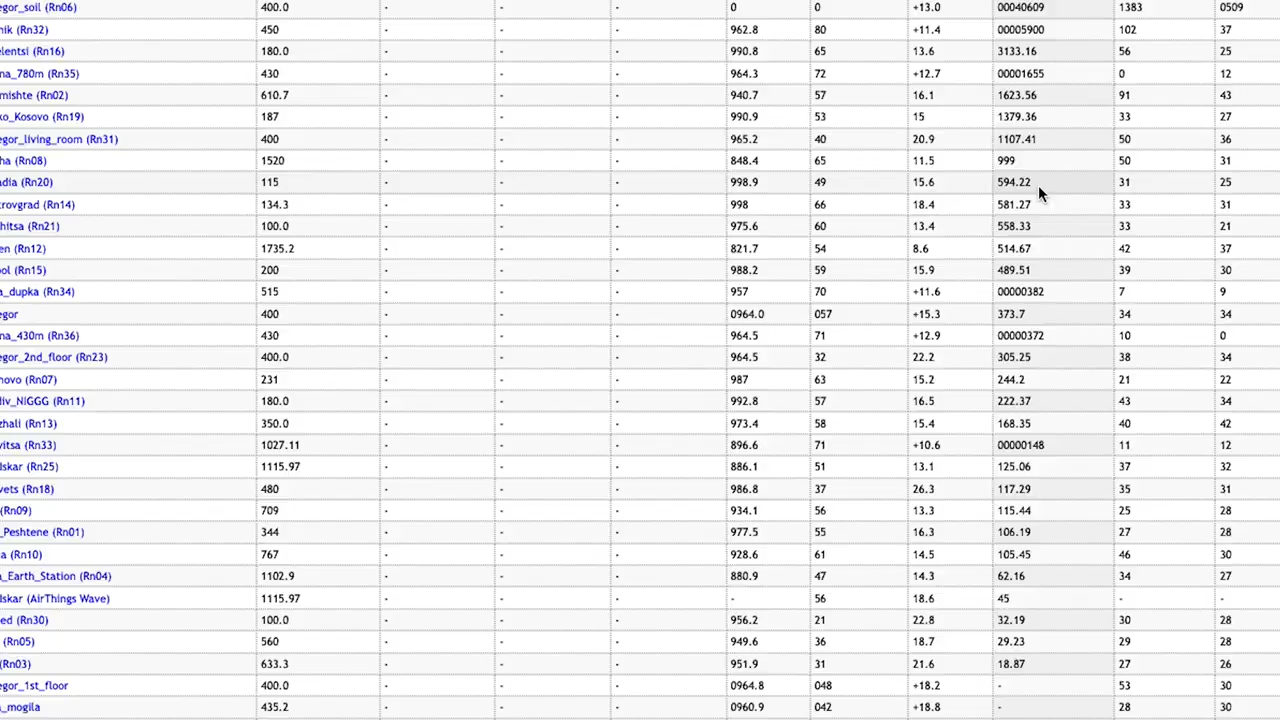 egor_soil (Rn06) 400.0 - - - 0 0 +13.0 00040609 1383 0509
nik (Rn32) 450 - - - 962.8 80 +11.4 00005900 102 37
elentsi (Rn16) 180.0 - - - 990.8 65 13.6 3133.16 56 25
na_780m (Rn35) 430 - - - 964.3 72 +12.7 00001655 0 12
mishte (Rn02) 610.7 - - - 940.7 57 16.1 1623.56 91 43
ko_Kosovo (Rn19) 187 - - - 990.9 53 15 1379.36 33 27
egor_living_room (Rn31) 400 - - - 965.2 40 20.9 1107.41 50 36
ha (Rn08) 1520 - - - 848.4 65 11.5 999 50 31
adia (Rn20) 115 - - - 998.9 49 15.6 594.22 31 25
trovgrad (Rn14) 134.3 - - - 998 66 18.4 581.27 33 31
hitsa (Rn21) 100.0 - - - 975.6 60 13.4 558.33 33 21
en (Rn12) 1735.2 - - - 821.7 54 8.6 514.67 42 37
ol (Rn15) 200 - - - 988.2 59 15.9 489.51 39 30
a_dupka (Rn34) 515 - - - 957 70 +11.6 00000382 7 9
egor 400 - - - 0964.0 057 +15.3 373.7 34 34
na_430m (Rn36) 430 - - - 964.5 71 +12.9 00000372 10 0
egor_2nd_floor (Rn23) 400.0 - - - 964.5 32 22.2 305.25 38 34
novo (Rn07) 231 - - - 987 63 15.2 244.2 21 22
div_NIGGG (Rn11) 180.0 - - - 992.8 57 16.5 222.37 43 34
zhali (Rn13) 350.0 - - - 973.4 58 15.4 168.35 40 42
vitsa (Rn33) 1027.11 - - - 896.6 71 +10.6 00000148 11 12
dskar (Rn25) 1115.97 - - - 886.1 51 13.1 125.06 37 32
vets (Rn18) 480 - - - 986.8 37 26.3 117.29 35 31
(Rn09) 709 - - - 934.1 56 13.3 115.44 25 28
_Peshtene (Rn01) 344 - - - 977.5 55 16.3 106.19 27 28
a (Rn10) 767 - - - 928.6 61 14.5 105.45 46 30
a_Earth_Station (Rn04) 1102.9 - - - 880.9 47 14.3 62.16 34 27
dskar (AirThings Wave) 1115.97 - - - - 56 18.6 45 - -
ed (Rn30) 100.0 - - - 956.2 21 22.8 32.19 30 28
(Rn05) 560 - - - 949.6 36 18.7 29.23 29 28
(Rn03) 633.3 - - - 951.9 31 21.6 18.87 27 26
egor_1st_floor 400.0 - - - 0964.8 048 +18.2 - 53 30
a_mogila 435.2 - - - 0960.9 042 +18.8 - 28 30